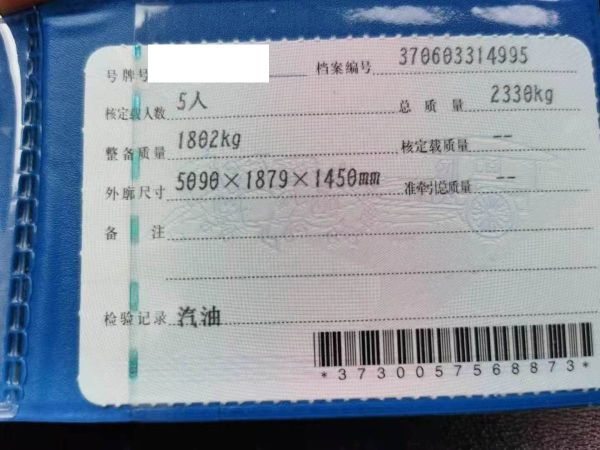 号牌号
档案编号 370603314995
核定载人数 5人 总质量 2330kg
整备质量 1802kg 核定载质量 --
外廓尺寸 5090×1879×1450mm 准牵引总质量 --
备注
检验记录 汽油
*3730057568873*